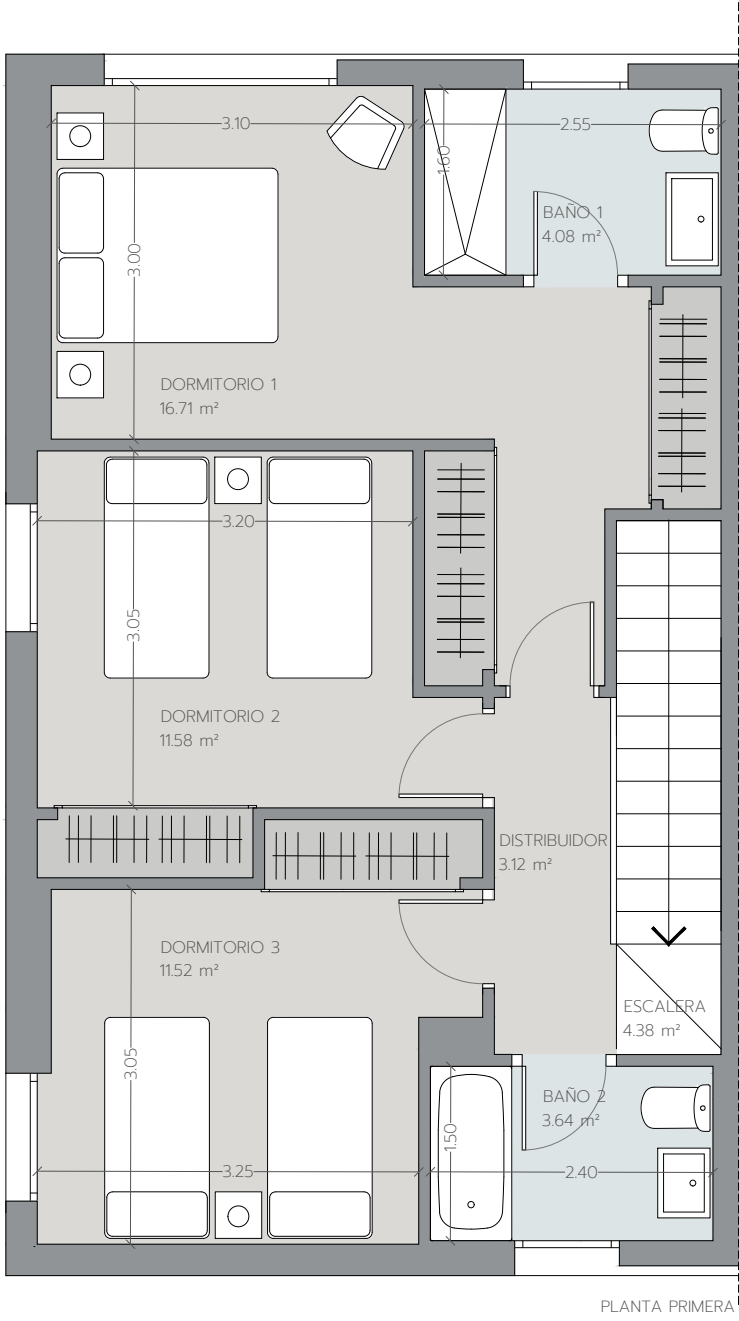 3.10
2.55
1.60
BAÑO 1
4.08 m²
3.00
DORMITORIO 1
16.71 m²
3.20
3.05
DORMITORIO 2
11.58 m²
DISTRIBUIDOR
3.12 m²
DORMITORIO 3
11.52 m²
ESCALERA
4.38 m²
3.05
BAÑO 2
3.64 m²
1.50
3.25
2.40
PLANTA PRIMERA